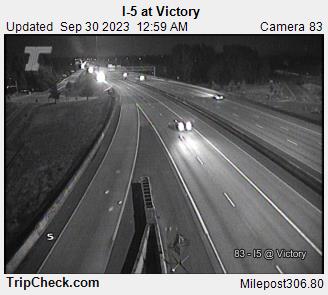 I-5 at Victory
Updated Sep 30 2023 12:59 AM Camera 83
T
S
83 - I5 @ Victory
TripCheck.com Milepost306.80